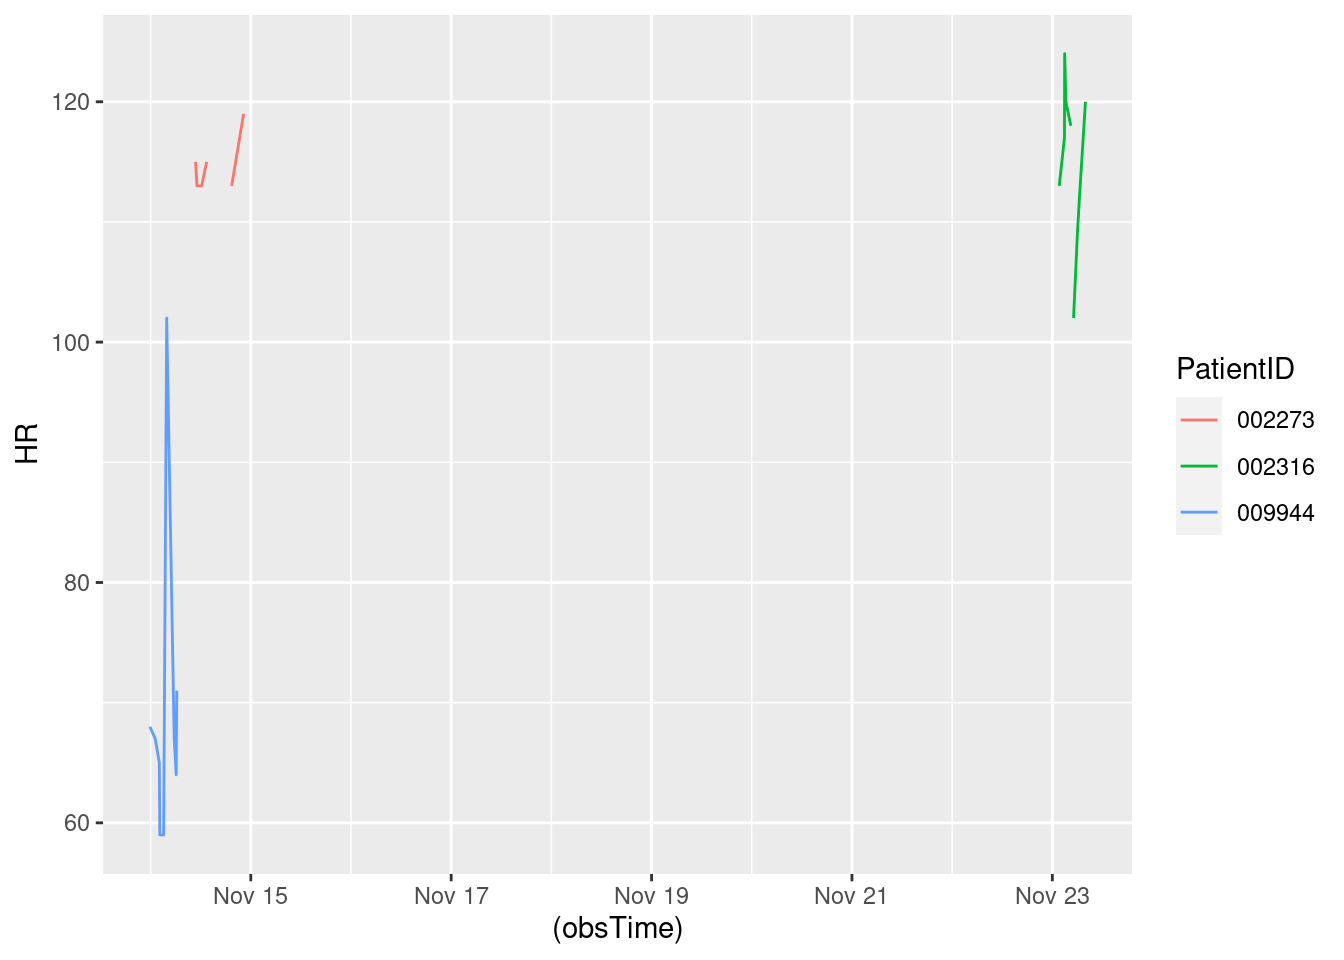 120
100
80
60
HR
Nov 15
Nov 17
Nov 19
Nov 21
Nov 23
(obsTime)
PatientID
002273
002316
009944